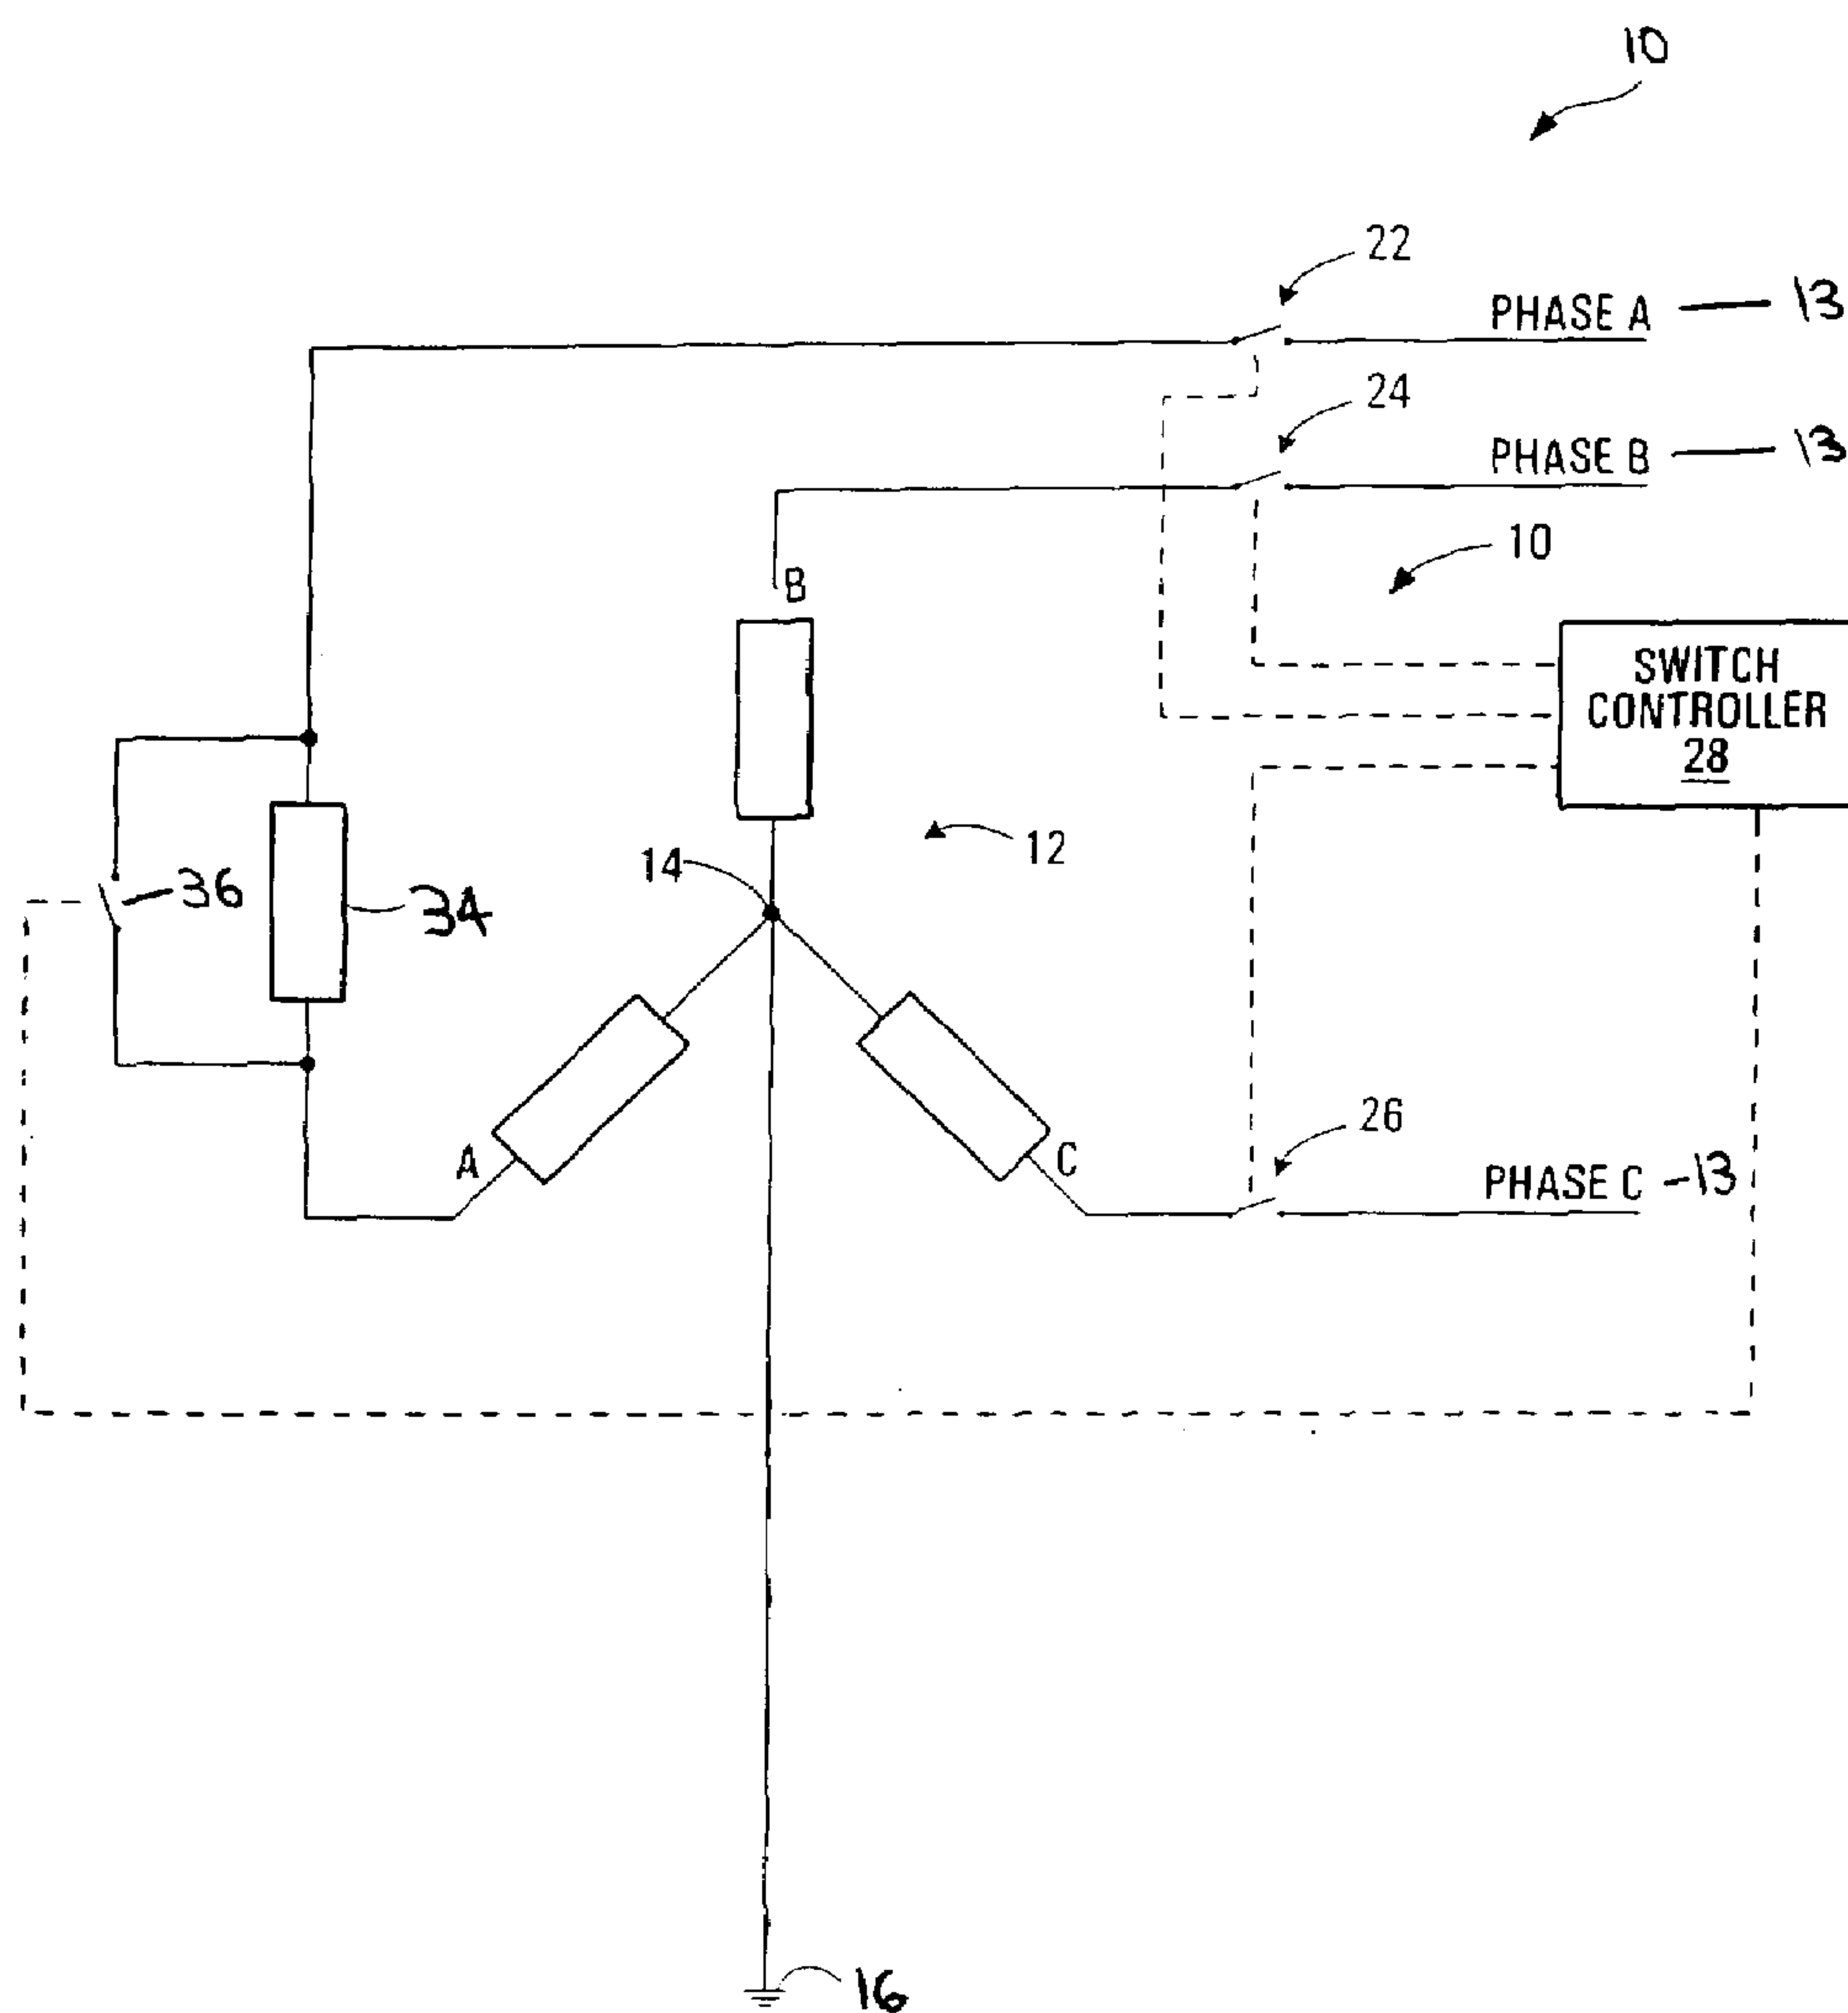 10
22
PHASE A — 13
24
PHASE B — 13
10
B
SWITCH
CONTROLLER
28
12
14
36
34
26
A
C
PHASE C -13
16